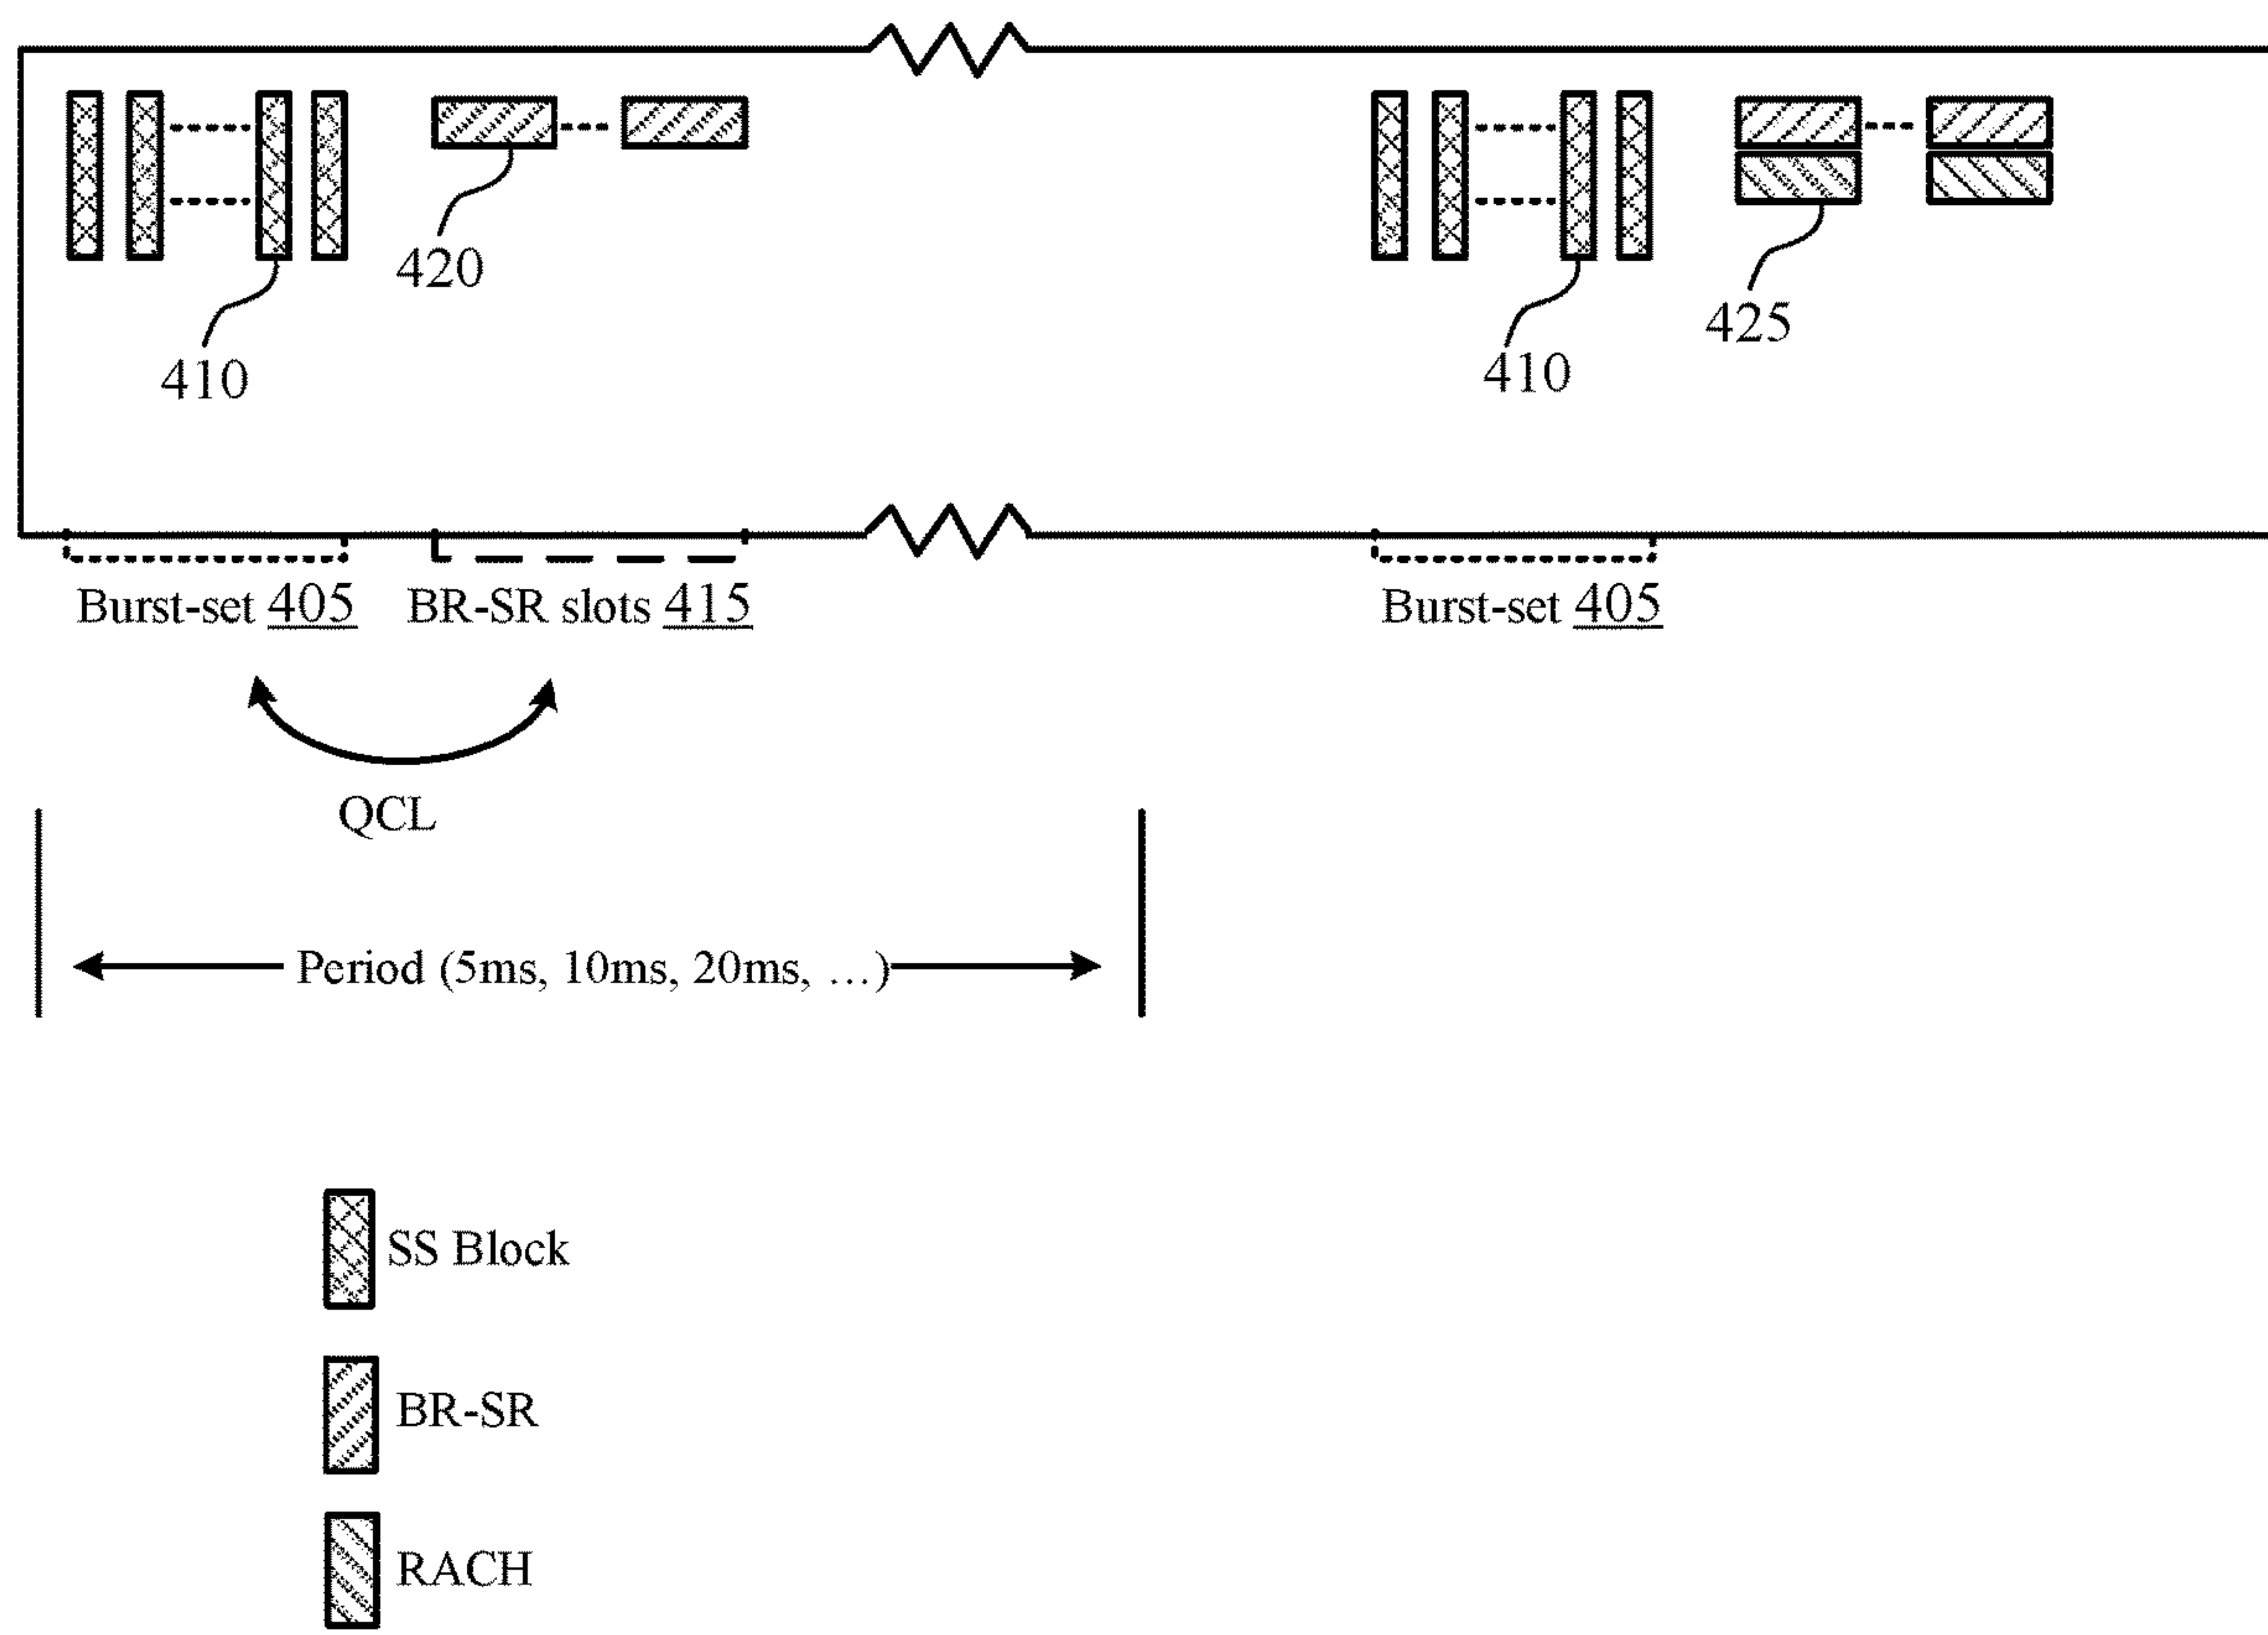 420
410
425
410
Burst-set 405
BR-SR slots 415
Burst-set 405
QCL
Period (5ms, 10ms, 20ms, …)
SS Block
BR-SR
RACH